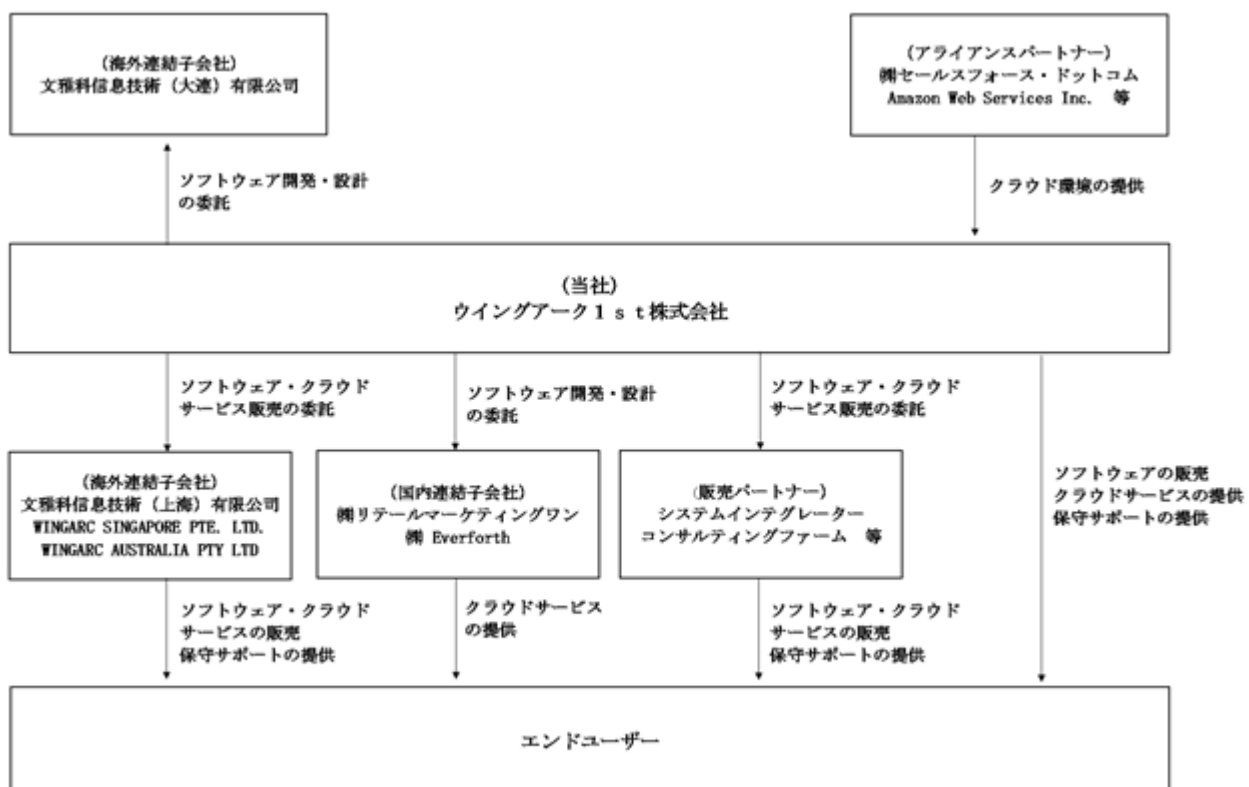 (海外連結子会社)
文雅科信息技術(大連)有限公司
(アライアンスパートナー)
㈱セールスフォース・ドットコム
Amazon Web Services Inc. 等
ソフトウェア開発・設計
の委託
クラウド環境の提供
(当社)
ウイングアーク1st株式会社
ソフトウェア・クラウド
サービス販売の委託
ソフトウェア開発・設計
の委託
ソフトウェア・クラウド
サービス販売の委託
(海外連結子会社)
文雅科信息技術(上海)有限公司
WINGARC SINGAPORE PTE. LTD.
WINGARC AUSTRALIA PTY LTD
(国内連結子会社)
㈱リテールマーケティングワン
㈱ Everforth
(販売パートナー)
システムインテグレーター
コンサルティングファーム 等
ソフトウェアの販売
クラウドサービスの提供
保守サポートの提供
ソフトウェア・クラウド
サービスの販売
保守サポートの提供
クラウドサービス
の提供
ソフトウェア・クラウド
サービスの販売
保守サポートの提供
エンドユーザー